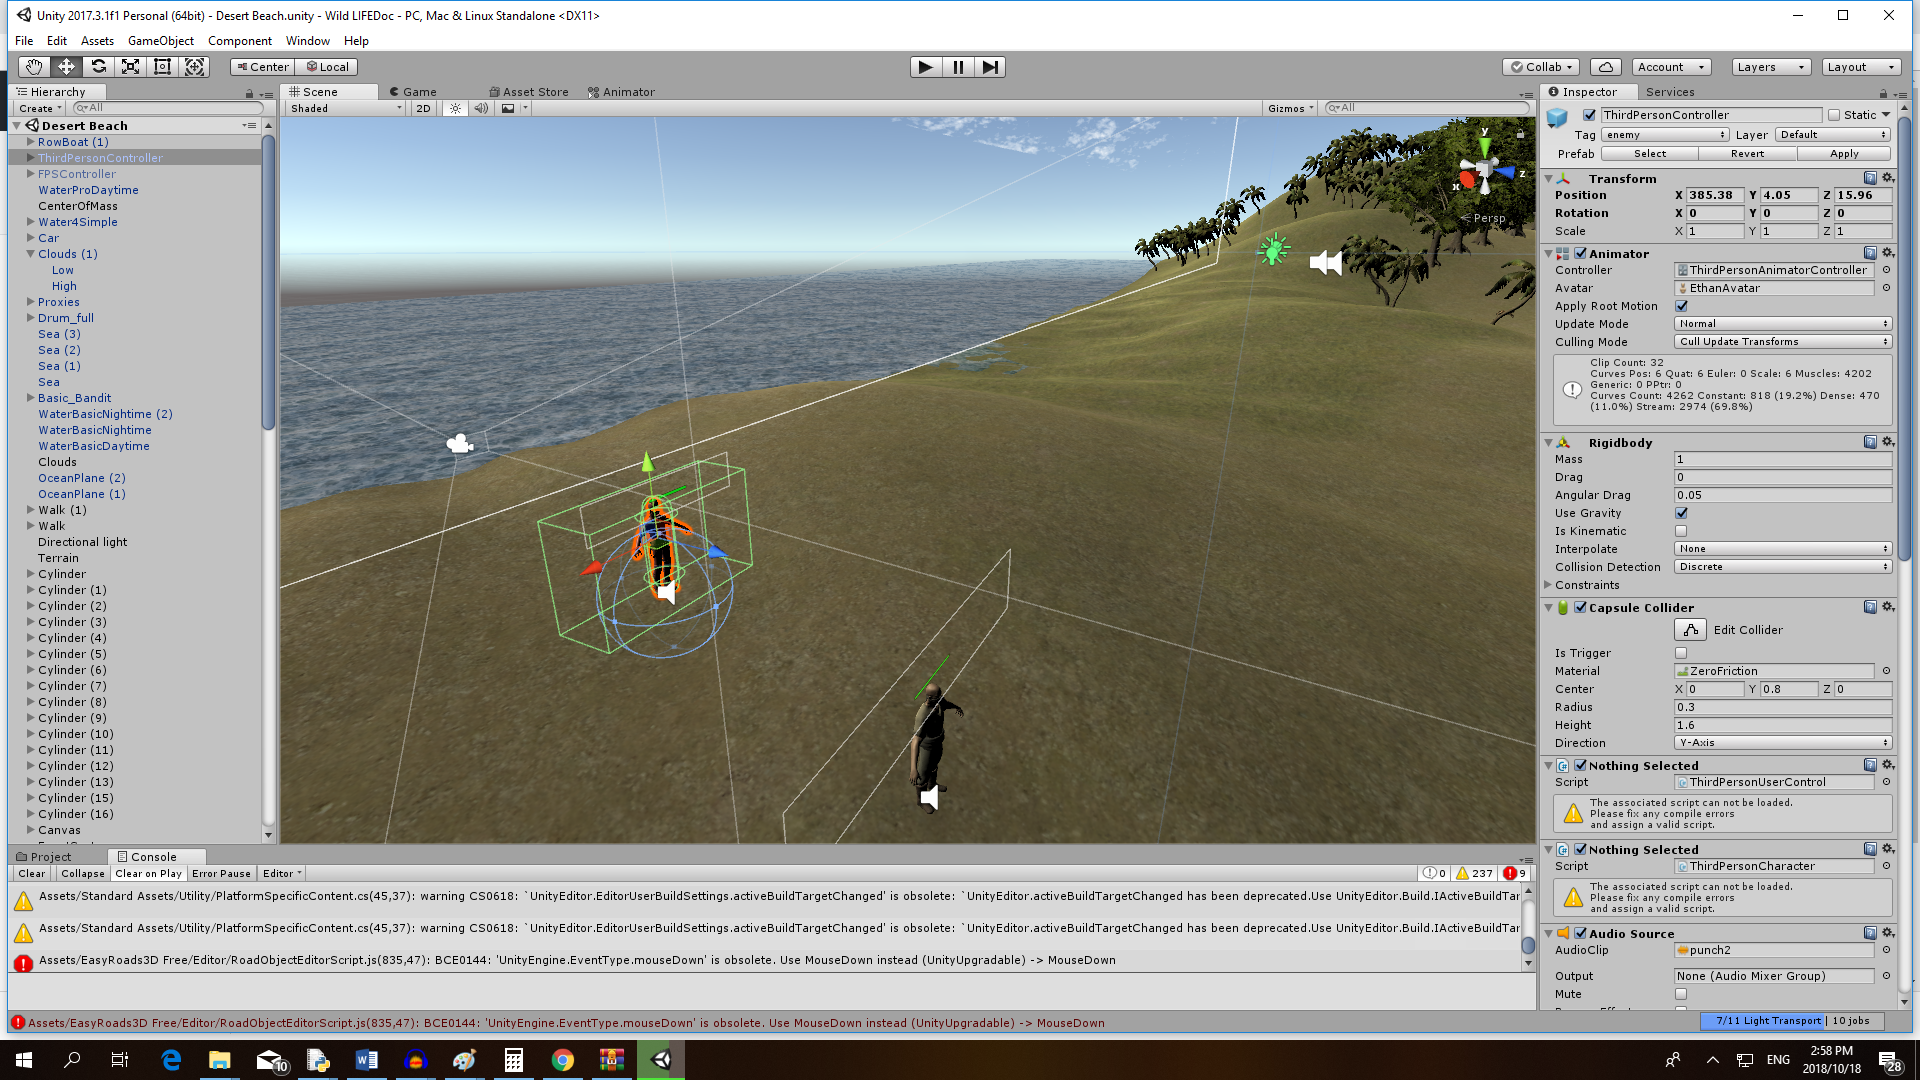 Unity 2017.3.1f1 Personal (64bit) - Desert Beach.unity - Wild LIFEDoc - PC, Mac & Linux Standalone <DX11>
File Edit Assets GameObject Component Window Help
Center Local Collab Account Layers Layout
Hierarchy
Create All
Desert Beach
RowBoat (1)
ThirdPersonController
FPSController
WaterProDaytime
CenterOfMass
Water4Simple
Car
Clouds (1)
Low
High
Proxies
Drum_full
Sea (3)
Sea (2)
Sea (1)
Sea
Basic_Bandit
WaterBasicNightime (2)
WaterBasicNightime
WaterBasicDaytime
Clouds
OceanPlane (2)
OceanPlane (1)
Walk (1)
Walk
Directional light
Terrain
Cylinder
Cylinder (1)
Cylinder (2)
Cylinder (3)
Cylinder (4)
Cylinder (5)
Cylinder (6)
Cylinder (7)
Cylinder (8)
Cylinder (9)
Cylinder (10)
Cylinder (11)
Cylinder (12)
Cylinder (13)
Cylinder (15)
Cylinder (16)
Canvas
Scene Game Asset Store Animator
Shaded 2D Gizmos All
y
x z
Persp
Inspector Services
ThirdPersonController Static
Tag enemy Layer Default
Prefab Select Revert Apply
Transform
Position X 385.38 Y 4.05 Z 15.96
Rotation X 0 Y 0 Z 0
Scale X 1 Y 1 Z 1
Animator
Controller ThirdPersonAnimatorController
Avatar EthanAvatar
Apply Root Motion
Update Mode Normal
Culling Mode Cull Update Transforms
Clip Count: 32
Curves Pos: 6 Quat: 6 Euler: 0 Scale: 6 Muscles: 4202
Generic: 0 PPtr: 0
Curves Count: 4262 Constant: 818 (19.2%) Dense: 470
(11.0%) Stream: 2974 (69.8%)
Rigidbody
Mass 1
Drag 0
Angular Drag 0.05
Use Gravity
Is Kinematic
Interpolate None
Collision Detection Discrete
Constraints
Capsule Collider
Edit Collider
Is Trigger
Material ZeroFriction
Center X 0 Y 0.8 Z 0
Radius 0.3
Height 1.6
Direction Y-Axis
Nothing Selected
Script ThirdPersonUserControl
The associated script can not be loaded.
Please fix any compile errors
and assign a valid script.
Nothing Selected
Script ThirdPersonCharacter
The associated script can not be loaded.
Please fix any compile errors
and assign a valid script.
Audio Source
AudioClip punch2
Output None (Audio Mixer Group)
Mute
Project Console
Clear Collapse Clear on Play Error Pause Editor 0 237 9
Assets/Standard Assets/Utility/PlatformSpecificContent.cs(45,37): warning CS0618: `UnityEditor.EditorUserBuildSettings.activeBuildTargetChanged' is obsolete: `UnityEditor.activeBuildTargetChanged has been deprecated.Use UnityEditor.Build.IActiveBuildTar
Assets/Standard Assets/Utility/PlatformSpecificContent.cs(45,37): warning CS0618: `UnityEditor.EditorUserBuildSettings.activeBuildTargetChanged' is obsolete: `UnityEditor.activeBuildTargetChanged has been deprecated.Use UnityEditor.Build.IActiveBuildTar
Assets/EasyRoads3D Free/Editor/RoadObjectEditorScript.js(835,47): BCE0144: 'UnityEngine.EventType.mouseDown' is obsolete. Use MouseDown instead (UnityUpgradable) -> MouseDown
Assets/EasyRoads3D Free/Editor/RoadObjectEditorScript.js(835,47): BCE0144: 'UnityEngine.EventType.mouseDown' is obsolete. Use MouseDown instead (UnityUpgradable) -> MouseDown
7/11 Light Transport | 10 jobs
10
ENG
2:58 PM
2018/10/18
28